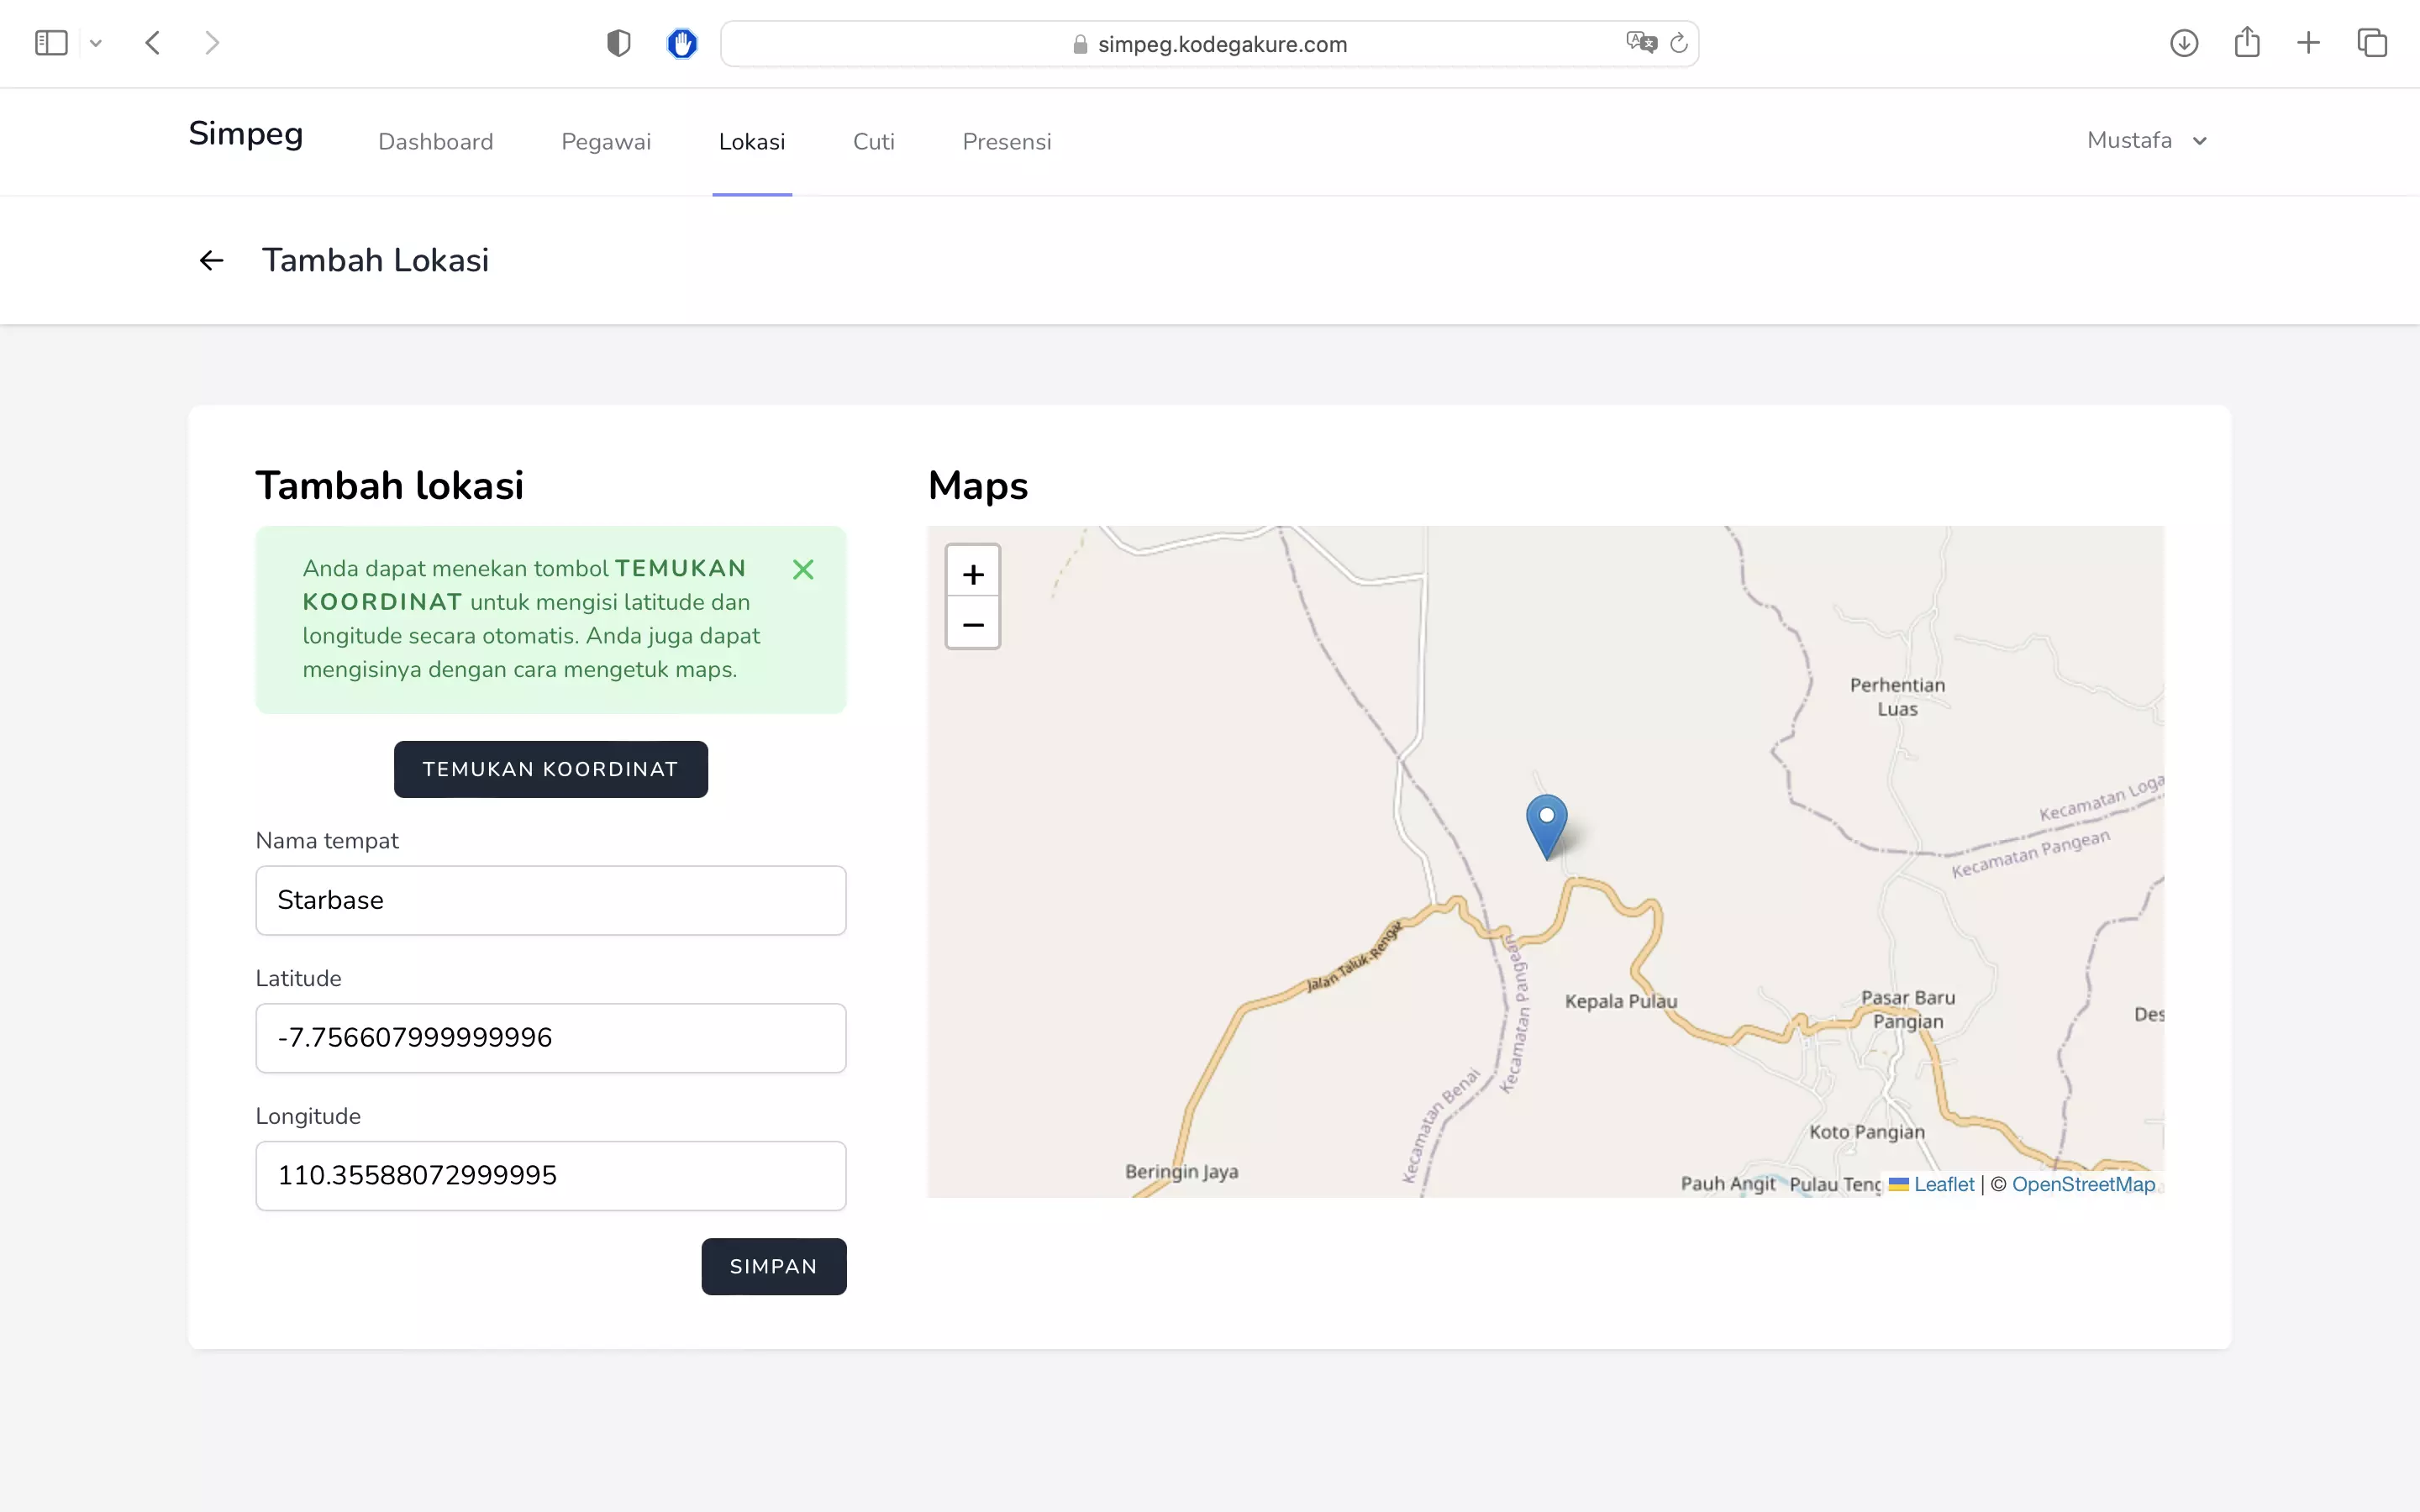 simpeg.kodegakure.com
Simpeg
Dashboard
Pegawai
Lokasi
Cuti
Presensi
Mustafa
Tambah Lokasi
Tambah lokasi
Anda dapat menekan tombol TEMUKAN
KOORDINAT untuk mengisi latitude dan
longitude secara otomatis. Anda juga dapat
mengisinya dengan cara mengetuk maps.
TEMUKAN KOORDINAT
Nama tempat
Starbase
Latitude
-7.756607999999996
Longitude
110.35588072999995
SIMPAN
Maps
+
−
Perhentian
Luas
Kecamatan Loga
Kecamatan Pangean
Jalan Taluk-Rengat
Kecamatan Pangean
Kecamatan Benai
Kepala Pulau
Pasar Baru
Pangian
Des
Koto Pangian
Beringin Jaya
Pauh Angit
Pulau Teng
Leaflet | © OpenStreetMap